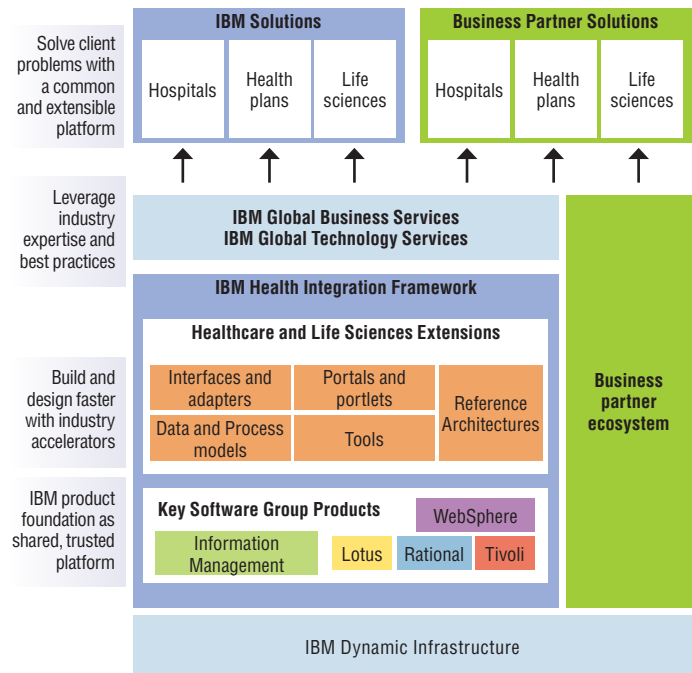 Solve client
problems with
a common
and extensible
platform
IBM Solutions
Hospitals
Health
plans
Life
sciences
Business Partner Solutions
Hospitals
Health
plans
Life
sciences
Leverage
industry
expertise and
best practices
IBM Global Business Services
IBM Global Technology Services
IBM Health Integration Framework
Healthcare and Life Sciences Extensions
Build and
design faster
with industry
accelerators
Interfaces and
adapters
Portals and
portlets
Reference
Architectures
Data and Process
models
Tools
Business
partner
ecosystem
IBM product
foundation as
shared, trusted
platform
Key Software Group Products
WebSphere
Information
Management
Lotus
Rational
Tivoli
IBM Dynamic Infrastructure